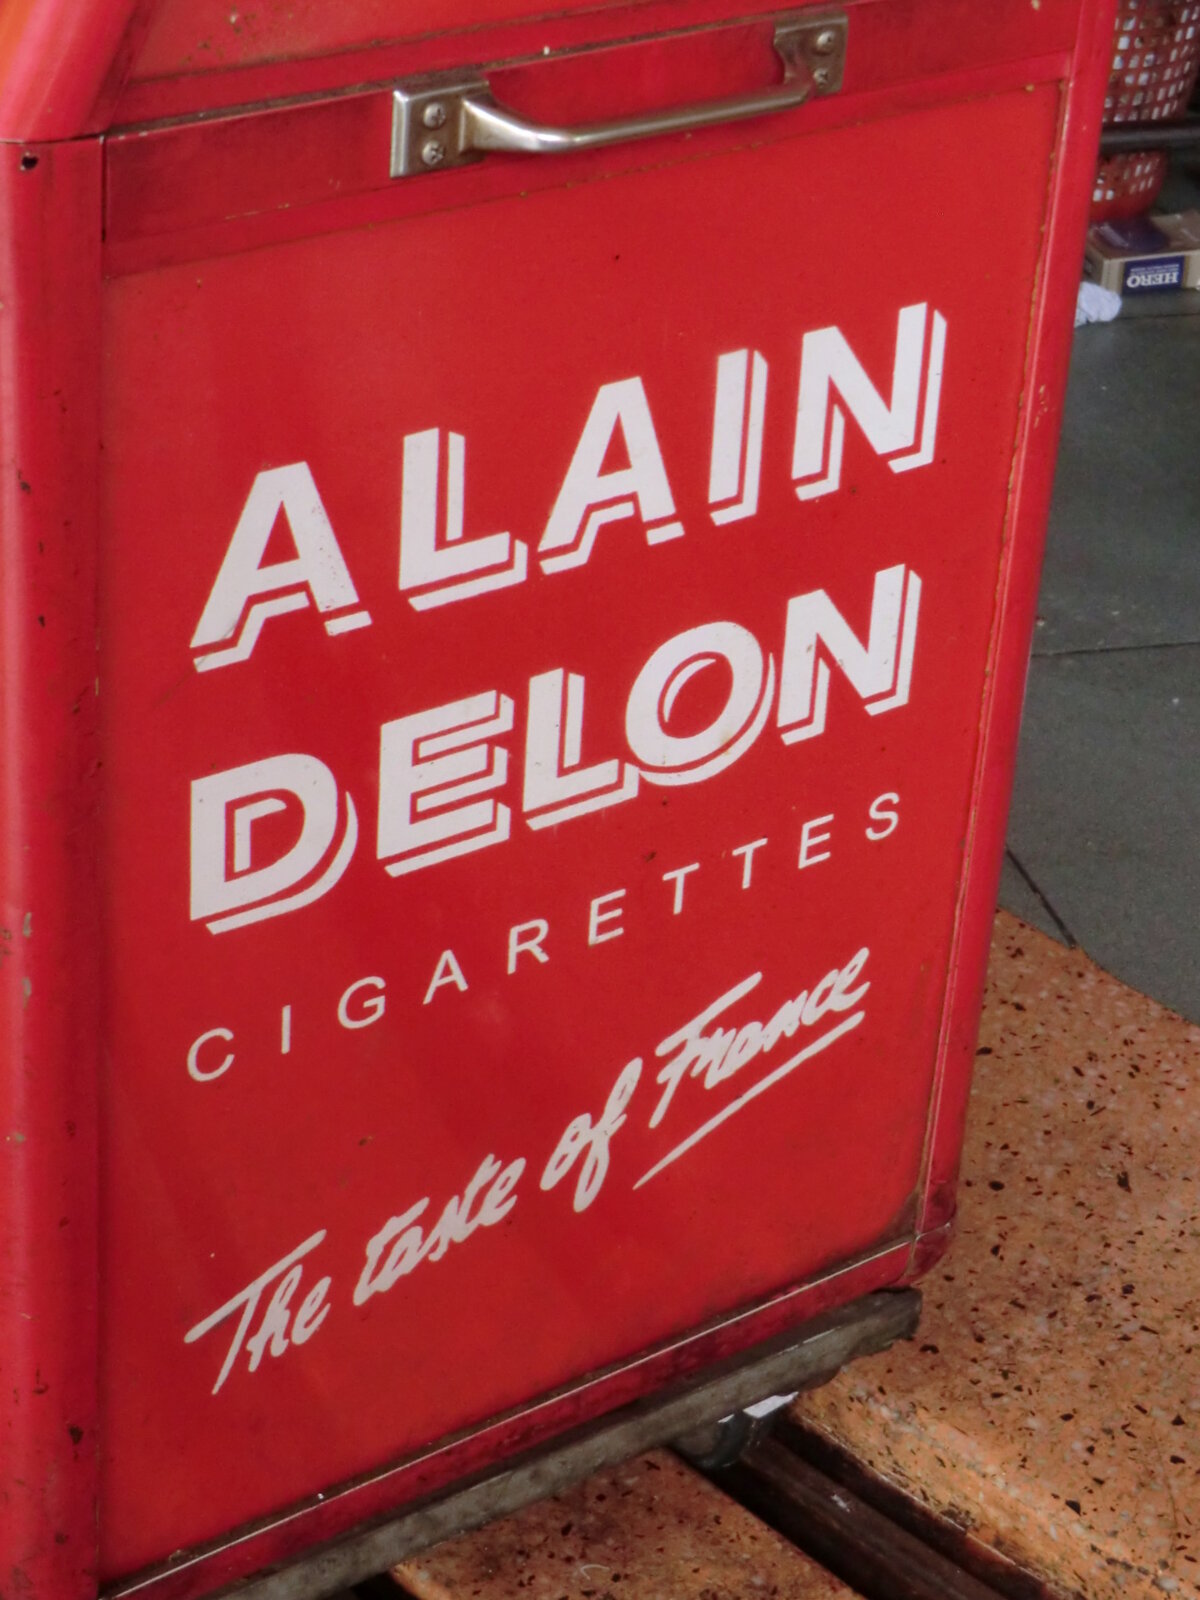 ALAIN
DELON
CIGARETTES
The taste of France
HERO